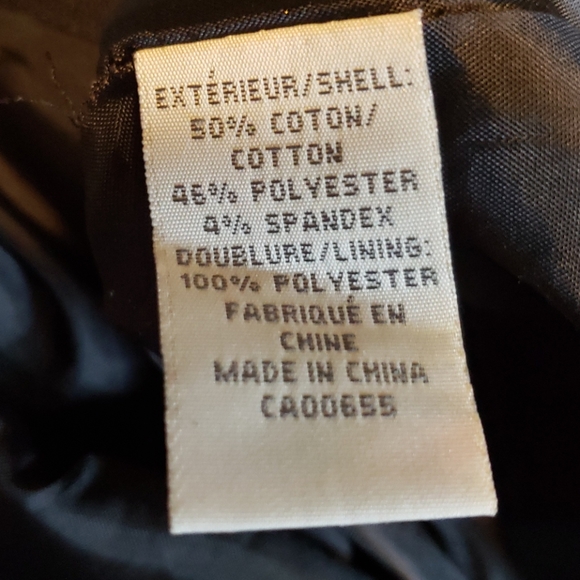 EXTÉRIEUR/SHELL:
50% COTON/
COTTON
46% POLYESTER
4% SPANDEX
DOUBLURE/LINING:
100% POLYESTER
FABRIQUÉ EN
CHINE
MADE IN CHINA
CA00655